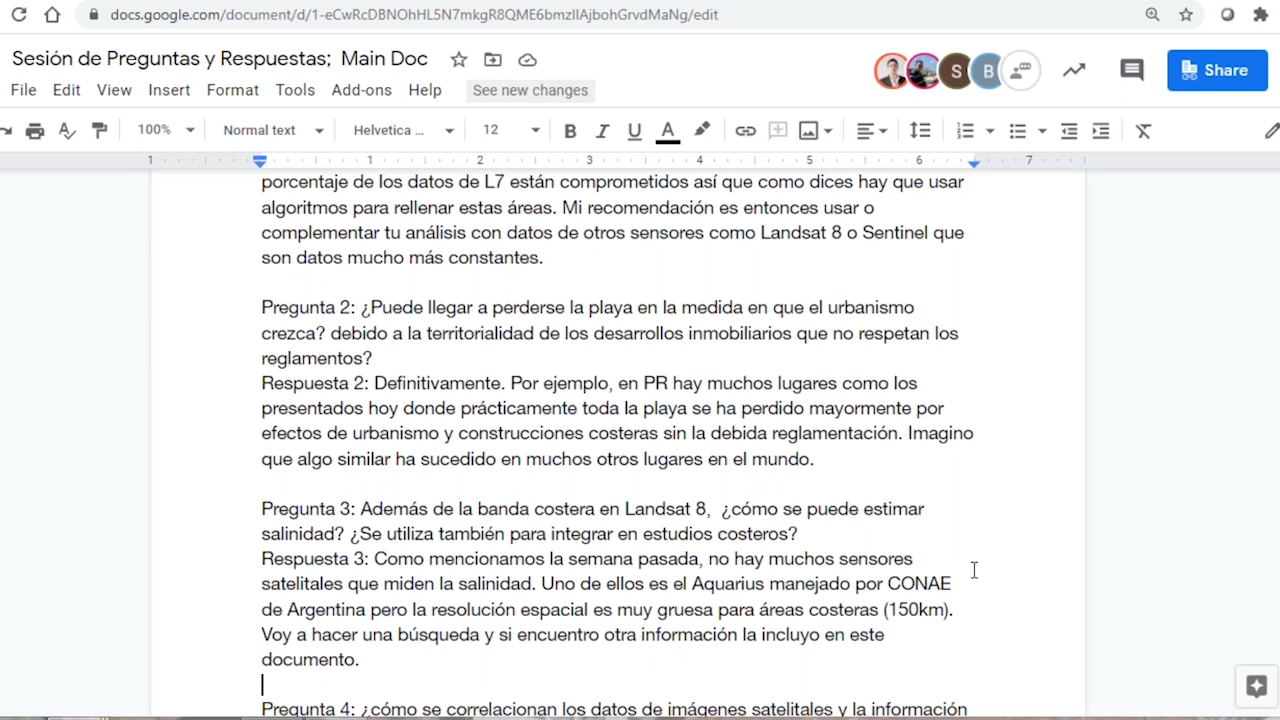 docs.google.com/document/d/1-eCwRcDBNOhHL5N7mkgR8QME6bmzIIAjbohGrvdMaNg/edit
Sesión de Preguntas y Respuestas;  Main Doc
S B
Share
File Edit View Insert Format Tools Add-ons Help See new changes
100% Normal text Helvetica ... 12 B I U A
1 1 2 3 4 5 6 7
porcentaje de los datos de L7 están comprometidos así que como dices hay que usar
algoritmos para rellenar estas áreas. Mi recomendación es entonces usar o
complementar tu análisis con datos de otros sensores como Landsat 8 o Sentinel que
son datos mucho más constantes.
Pregunta 2: ¿Puede llegar a perderse la playa en la medida en que el urbanismo
crezca? debido a la territorialidad de los desarrollos inmobiliarios que no respetan los
reglamentos?
Respuesta 2: Definitivamente. Por ejemplo, en PR hay muchos lugares como los
presentados hoy donde prácticamente toda la playa se ha perdido mayormente por
efectos de urbanismo y construcciones costeras sin la debida reglamentación. Imagino
que algo similar ha sucedido en muchos otros lugares en el mundo.
Pregunta 3: Además de la banda costera en Landsat 8,  ¿cómo se puede estimar
salinidad? ¿Se utiliza también para integrar en estudios costeros?
Respuesta 3: Como mencionamos la semana pasada, no hay muchos sensores
satelitales que miden la salinidad. Uno de ellos es el Aquarius manejado por CONAE
de Argentina pero la resolución espacial es muy gruesa para áreas costeras (150km).
Voy a hacer una búsqueda y si encuentro otra información la incluyo en este
documento.
Pregunta 4: ¿cómo se correlacionan los datos de imágenes satelitales y la información